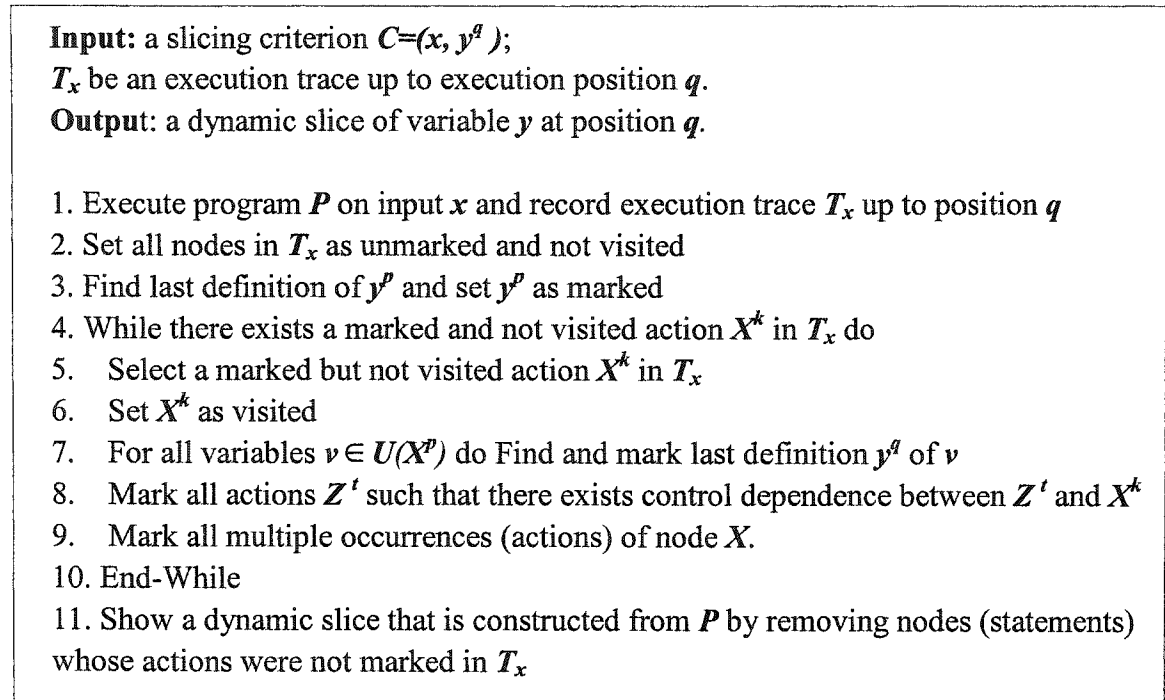 Input: a slicing criterion C=(x, y^q );
T_x be an execution trace up to execution position q.
Output: a dynamic slice of variable y at position q.
1. Execute program P on input x and record execution trace T_x up to position q
2. Set all nodes in T_x as unmarked and not visited
3. Find last definition of y^p and set y^p as marked
4. While there exists a marked and not visited action X^k in T_x do
5. Select a marked but not visited action X^k in T_x
6. Set X^k as visited
7. For all variables v ∈ U(X^p) do Find and mark last definition y^q of v
8. Mark all actions Z^t such that there exists control dependence between Z^t and X^k
9. Mark all multiple occurrences (actions) of node X.
10. End-While
11. Show a dynamic slice that is constructed from P by removing nodes (statements)
whose actions were not marked in T_x